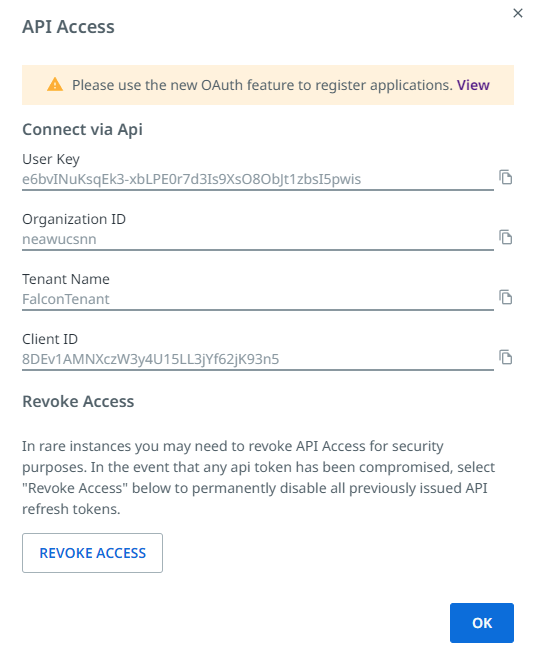 API Access
Please use the new OAuth feature to register applications. View
Connect via Api
User Key
e6bvINuKsqEk3-xbLPE0r7d3Is9XsO8ObJt1zbsI5pwis
Organization ID
neawucsnn
Tenant Name
FalconTenant
Client ID
8DEv1AMNXczW3y4U15LL3jYf62jK93n5
Revoke Access
In rare instances you may need to revoke API Access for security
purposes. In the event that any api token has been compromised, select
"Revoke Access" below to permanently disable all previously issued API
refresh tokens.
REVOKE ACCESS
OK